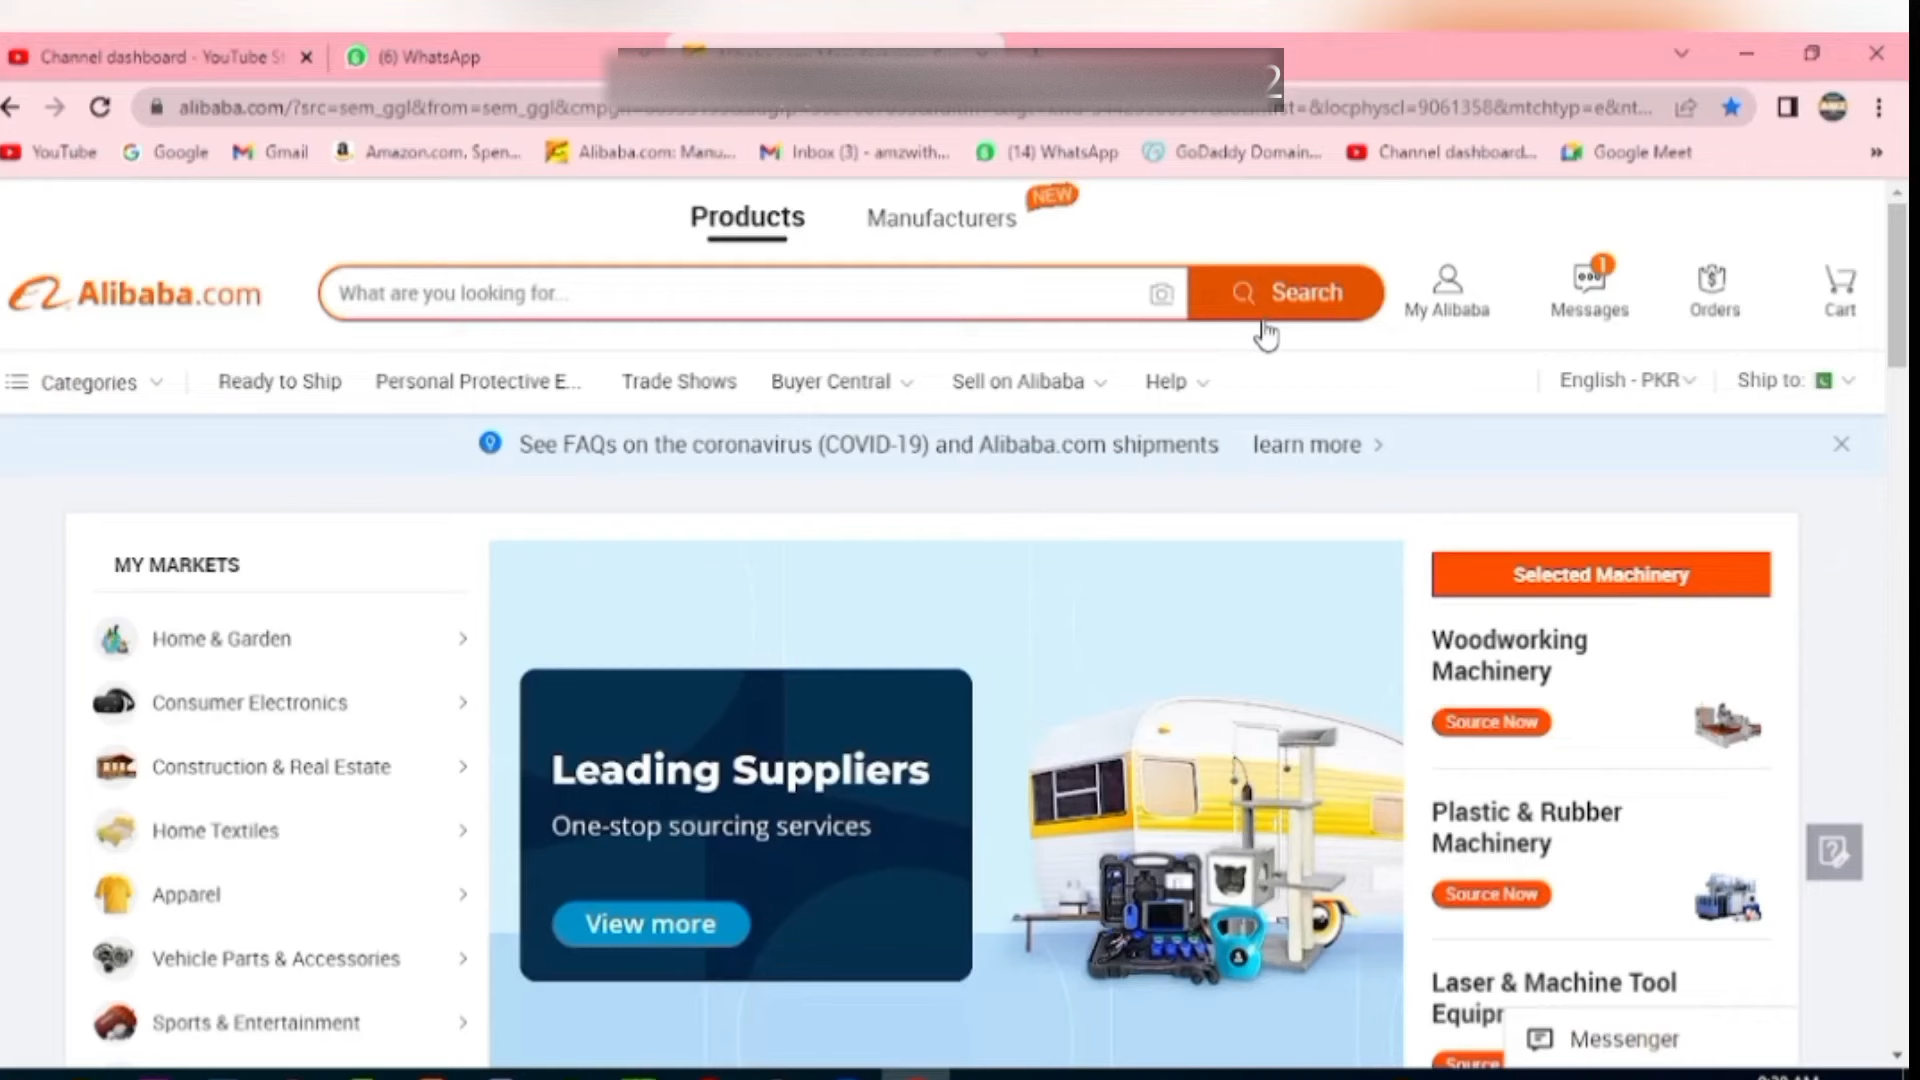 Channel dashboard - YouTube St
(6) WhatsApp
2
alibaba.com/?src=sem_ggl&from=sem_ggl&cmpgn
=&locphyscl=9061358&mtchtyp=e&nt...
YouTube Google Gmail Amazon.com. Spen... Alibaba.com: Manu... Inbox (3) - amzwith... (14) WhatsApp GoDaddy Domain... Channel dashboard... Google Meet »
Products Manufacturers NEW
Alibaba.com What are you looking for... Search
My Alibaba Messages 1 Orders Cart
Categories Ready to Ship Personal Protective E... Trade Shows Buyer Central Sell on Alibaba Help English - PKR Ship to:
See FAQs on the coronavirus (COVID-19) and Alibaba.com shipments learn more >
MY MARKETS
Home & Garden
Consumer Electronics
Construction & Real Estate
Home Textiles
Apparel
Vehicle Parts & Accessories
Sports & Entertainment
Leading Suppliers
One-stop sourcing services
View more
Selected Machinery
Woodworking
Machinery
Source Now
Plastic & Rubber
Machinery
Source Now
Laser & Machine Tool
Equipr
Source
Messenger